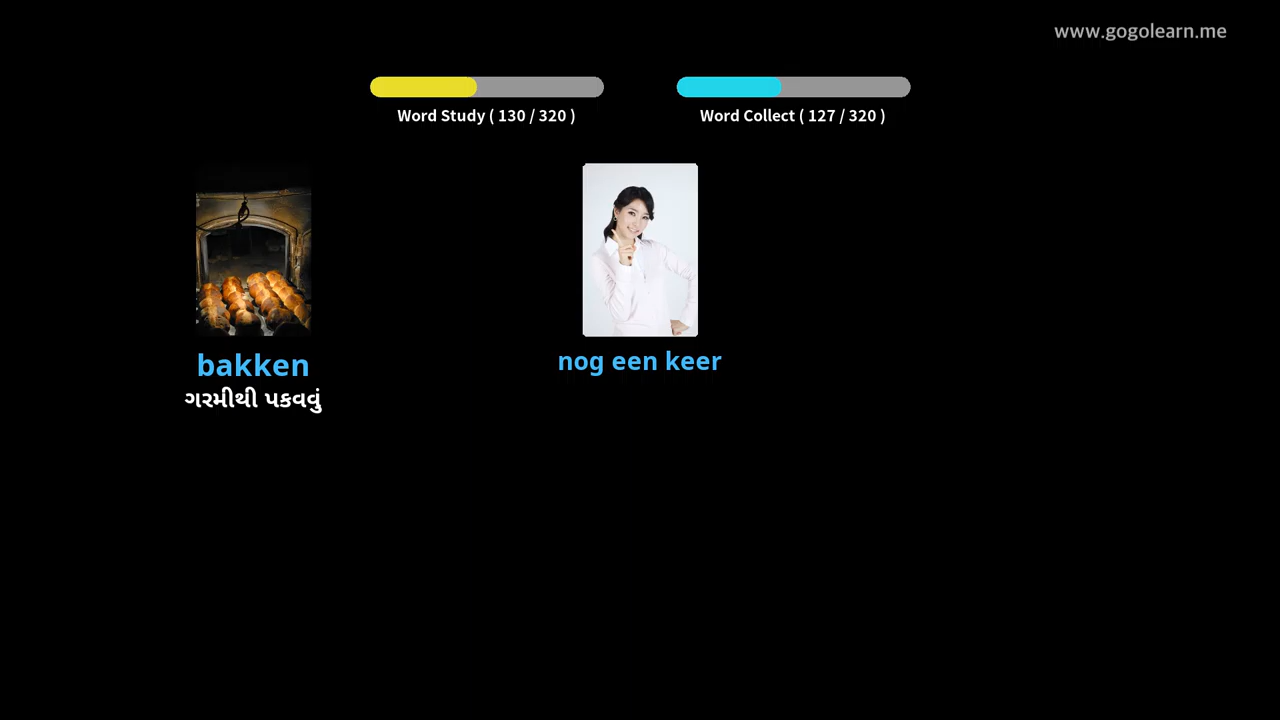 www.gogolearn.me
Word Study ( 130 / 320 )
Word Collect ( 127 / 320 )
bakken
ગરમીથી પકવવું
nog een keer